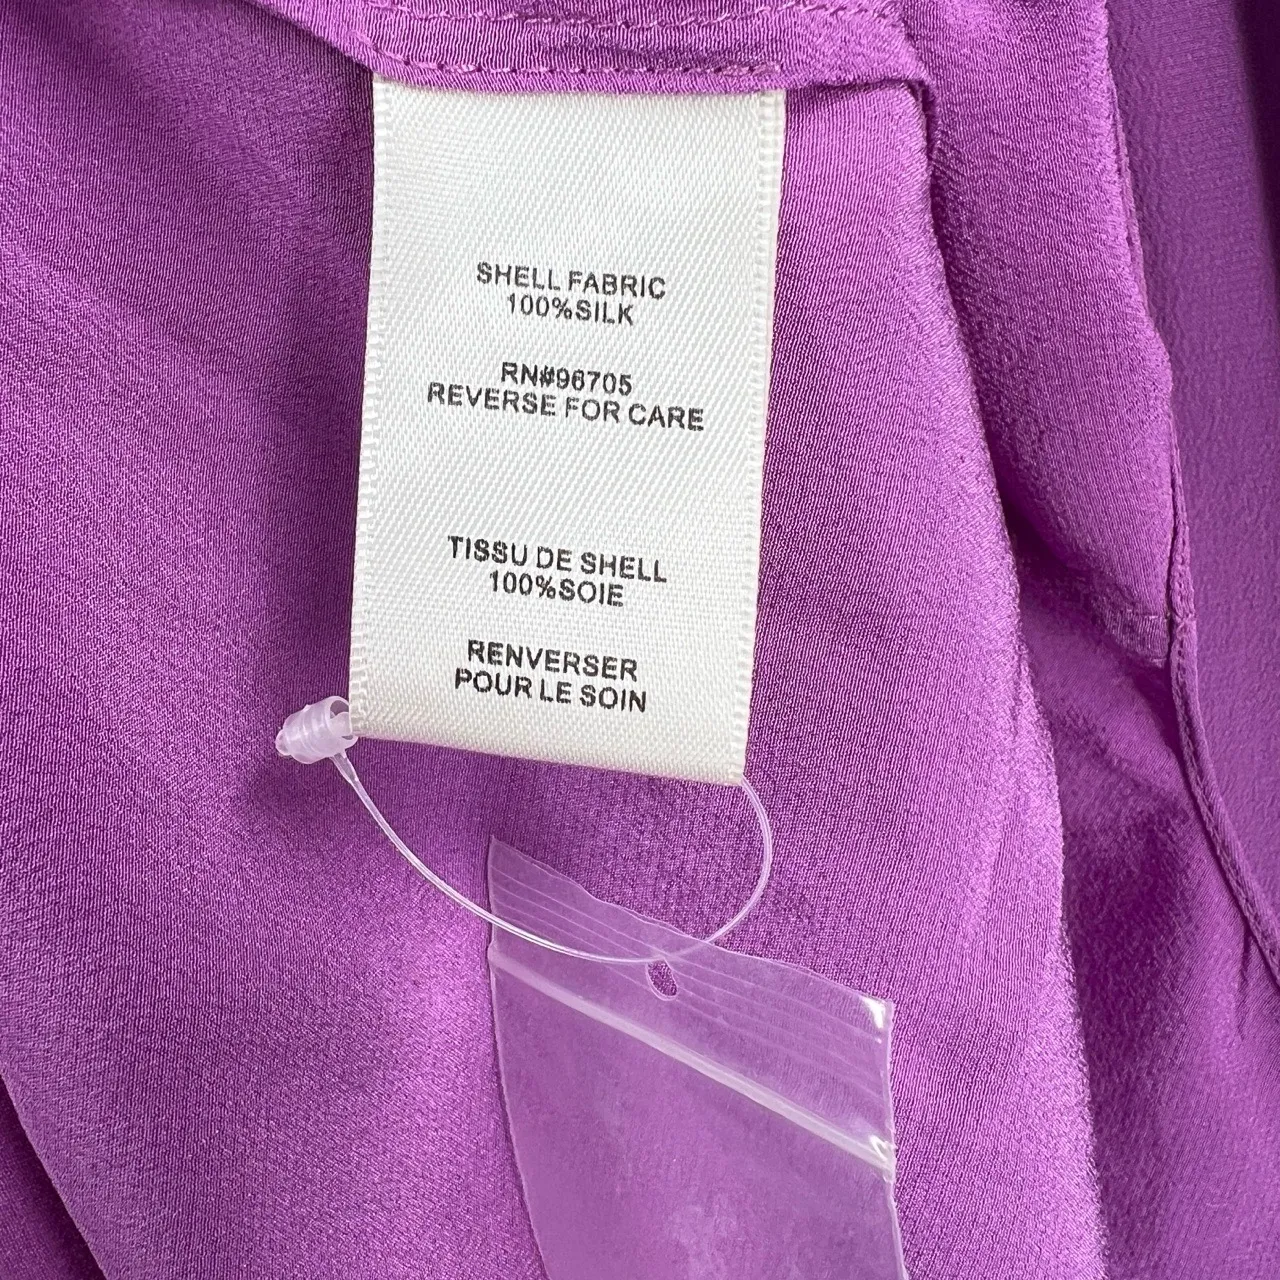 SHELL FABRIC
100%SILK
RN#96705
REVERSE FOR CARE
TISSU DE SHELL
100%SOIE
RENVERSER
POUR LE SOIN